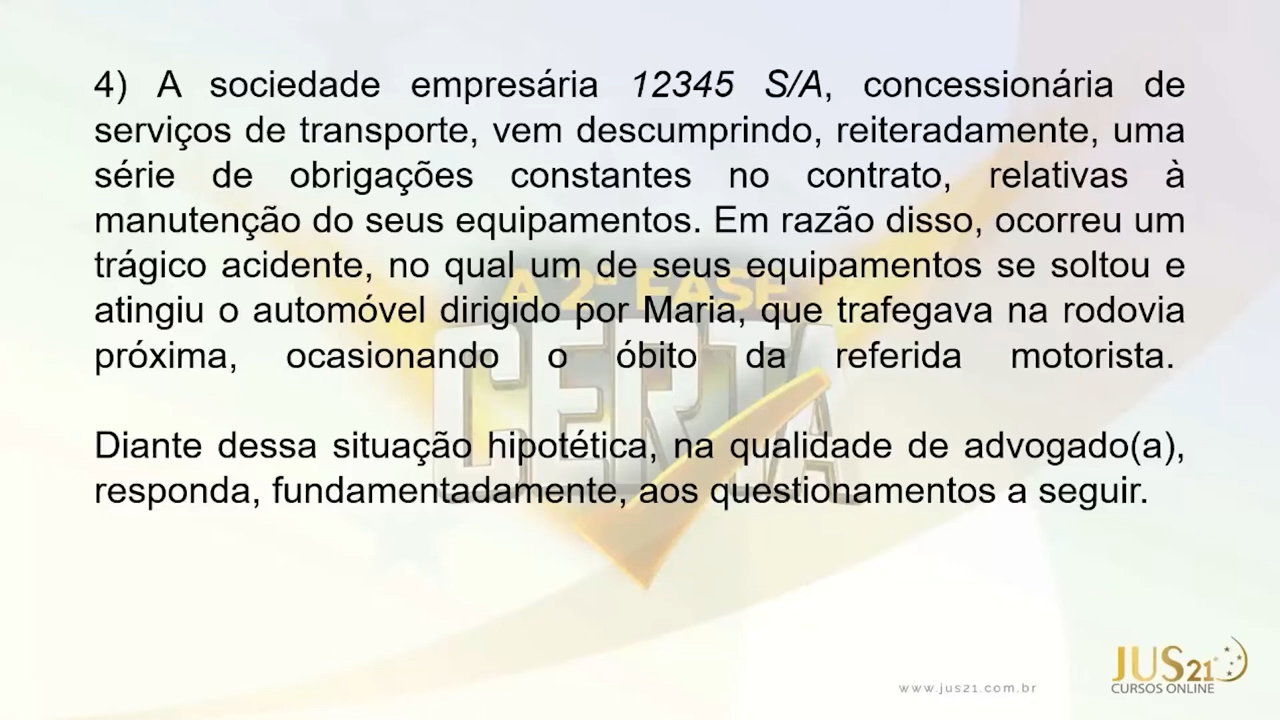 4) A sociedade empresária 12345 S/A, concessionária de
serviços de transporte, vem descumprindo, reiteradamente, uma
série de obrigações constantes no contrato, relativas à
manutenção do seus equipamentos. Em razão disso, ocorreu um
trágico acidente, no qual um de seus equipamentos se soltou e
atingiu o automóvel dirigido por Maria, que trafegava na rodovia
próxima, ocasionando o óbito da referida motorista.
Diante dessa situação hipotética, na qualidade de advogado(a),
responda, fundamentadamente, aos questionamentos a seguir.
A 2ª FASE
CERTA
www.jus21.com.br
JUS21
CURSOS ONLINE